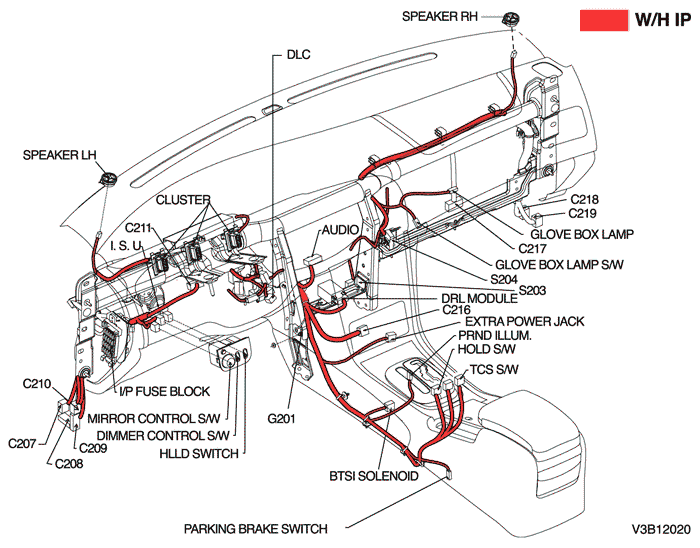 SPEAKER RH
W/H IP
DLC
SPEAKER LH
CLUSTER
C211
I. S. U.
AUDIO
C218
C219
GLOVE BOX LAMP
C217
GLOVE BOX LAMP S/W
S204
S203
DRL MODULE
C216
EXTRA POWER JACK
PRND ILLUM.
HOLD S/W
TCS S/W
C210
I/P FUSE BLOCK
MIRROR CONTROL S/W
G201
DIMMER CONTROL S/W
C207
C209
HLLD SWITCH
C208
BTSI SOLENOID
PARKING BRAKE SWITCH
V3B12020